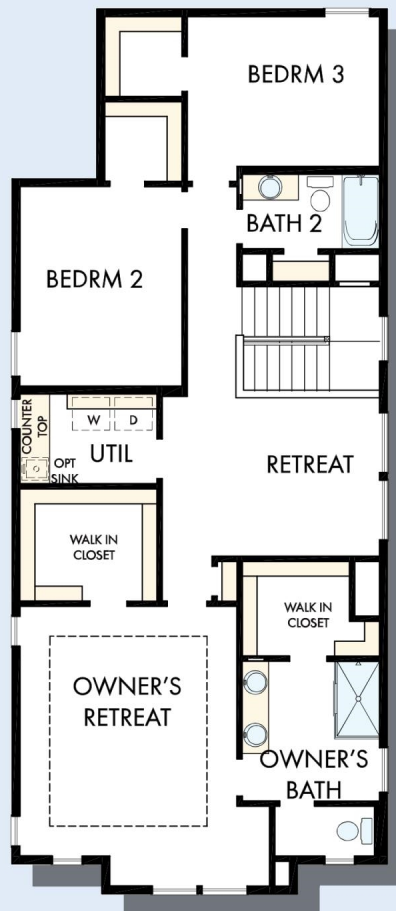 BEDRM 3
BATH 2
BEDRM 2
COUNTER
TOP
W D
UTIL
OPT
SINK
RETREAT
WALK IN
CLOSET
WALK IN
CLOSET
OWNER'S
RETREAT
OWNER'S
BATH